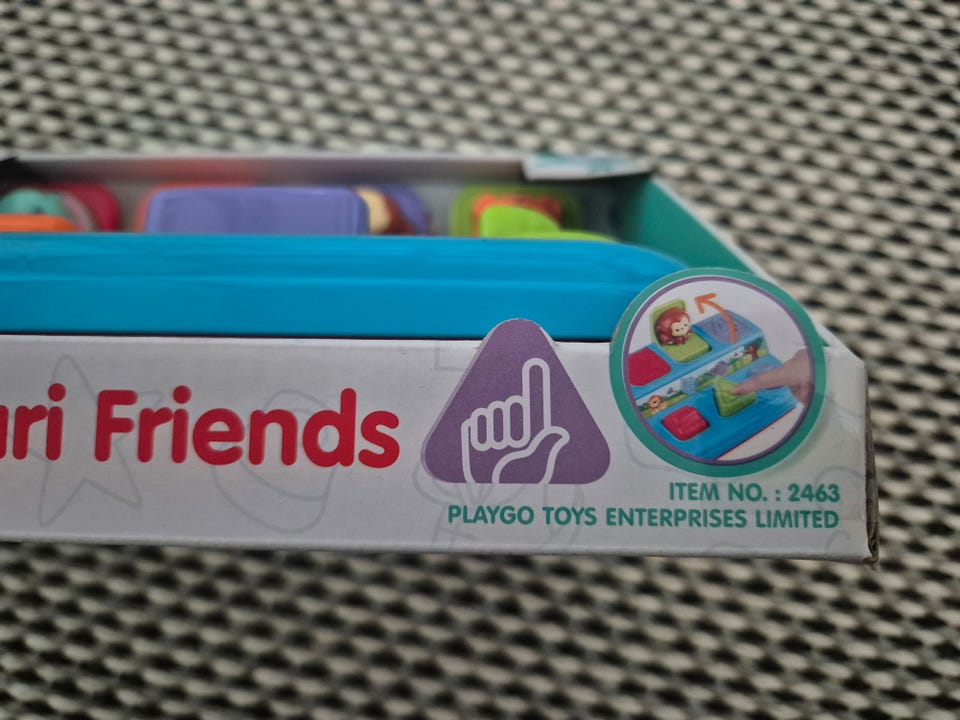 ari Friends
ITEM NO. : 2463
PLAYGO TOYS ENTERPRISES LIMITED